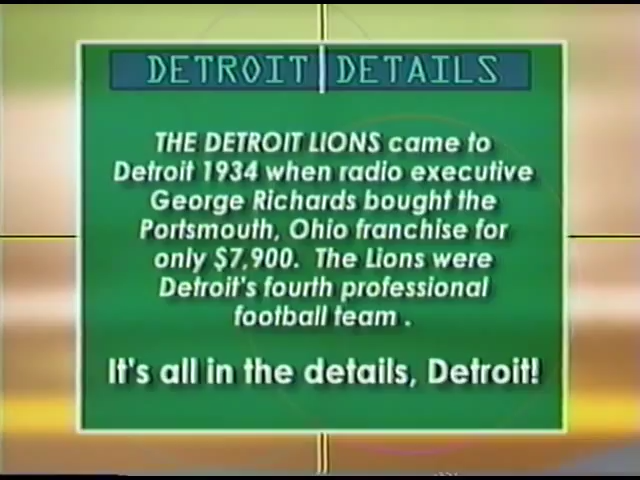 DETROIT DETAILS
THE DETROIT LIONS came to
Detroit 1934 when radio executive
George Richards bought the
Portsmouth, Ohio franchise for
only $7,900. The Lions were
Detroit's fourth professional
football team .
It's all in the details, Detroit!